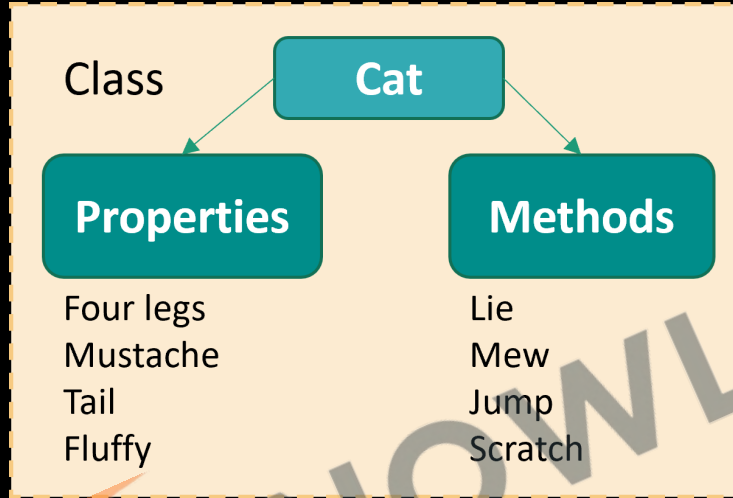 Class
Cat
Properties
Methods
Four legs
Mustache
Tail
Fluffy
Lie
Mew
Jump
Scratch